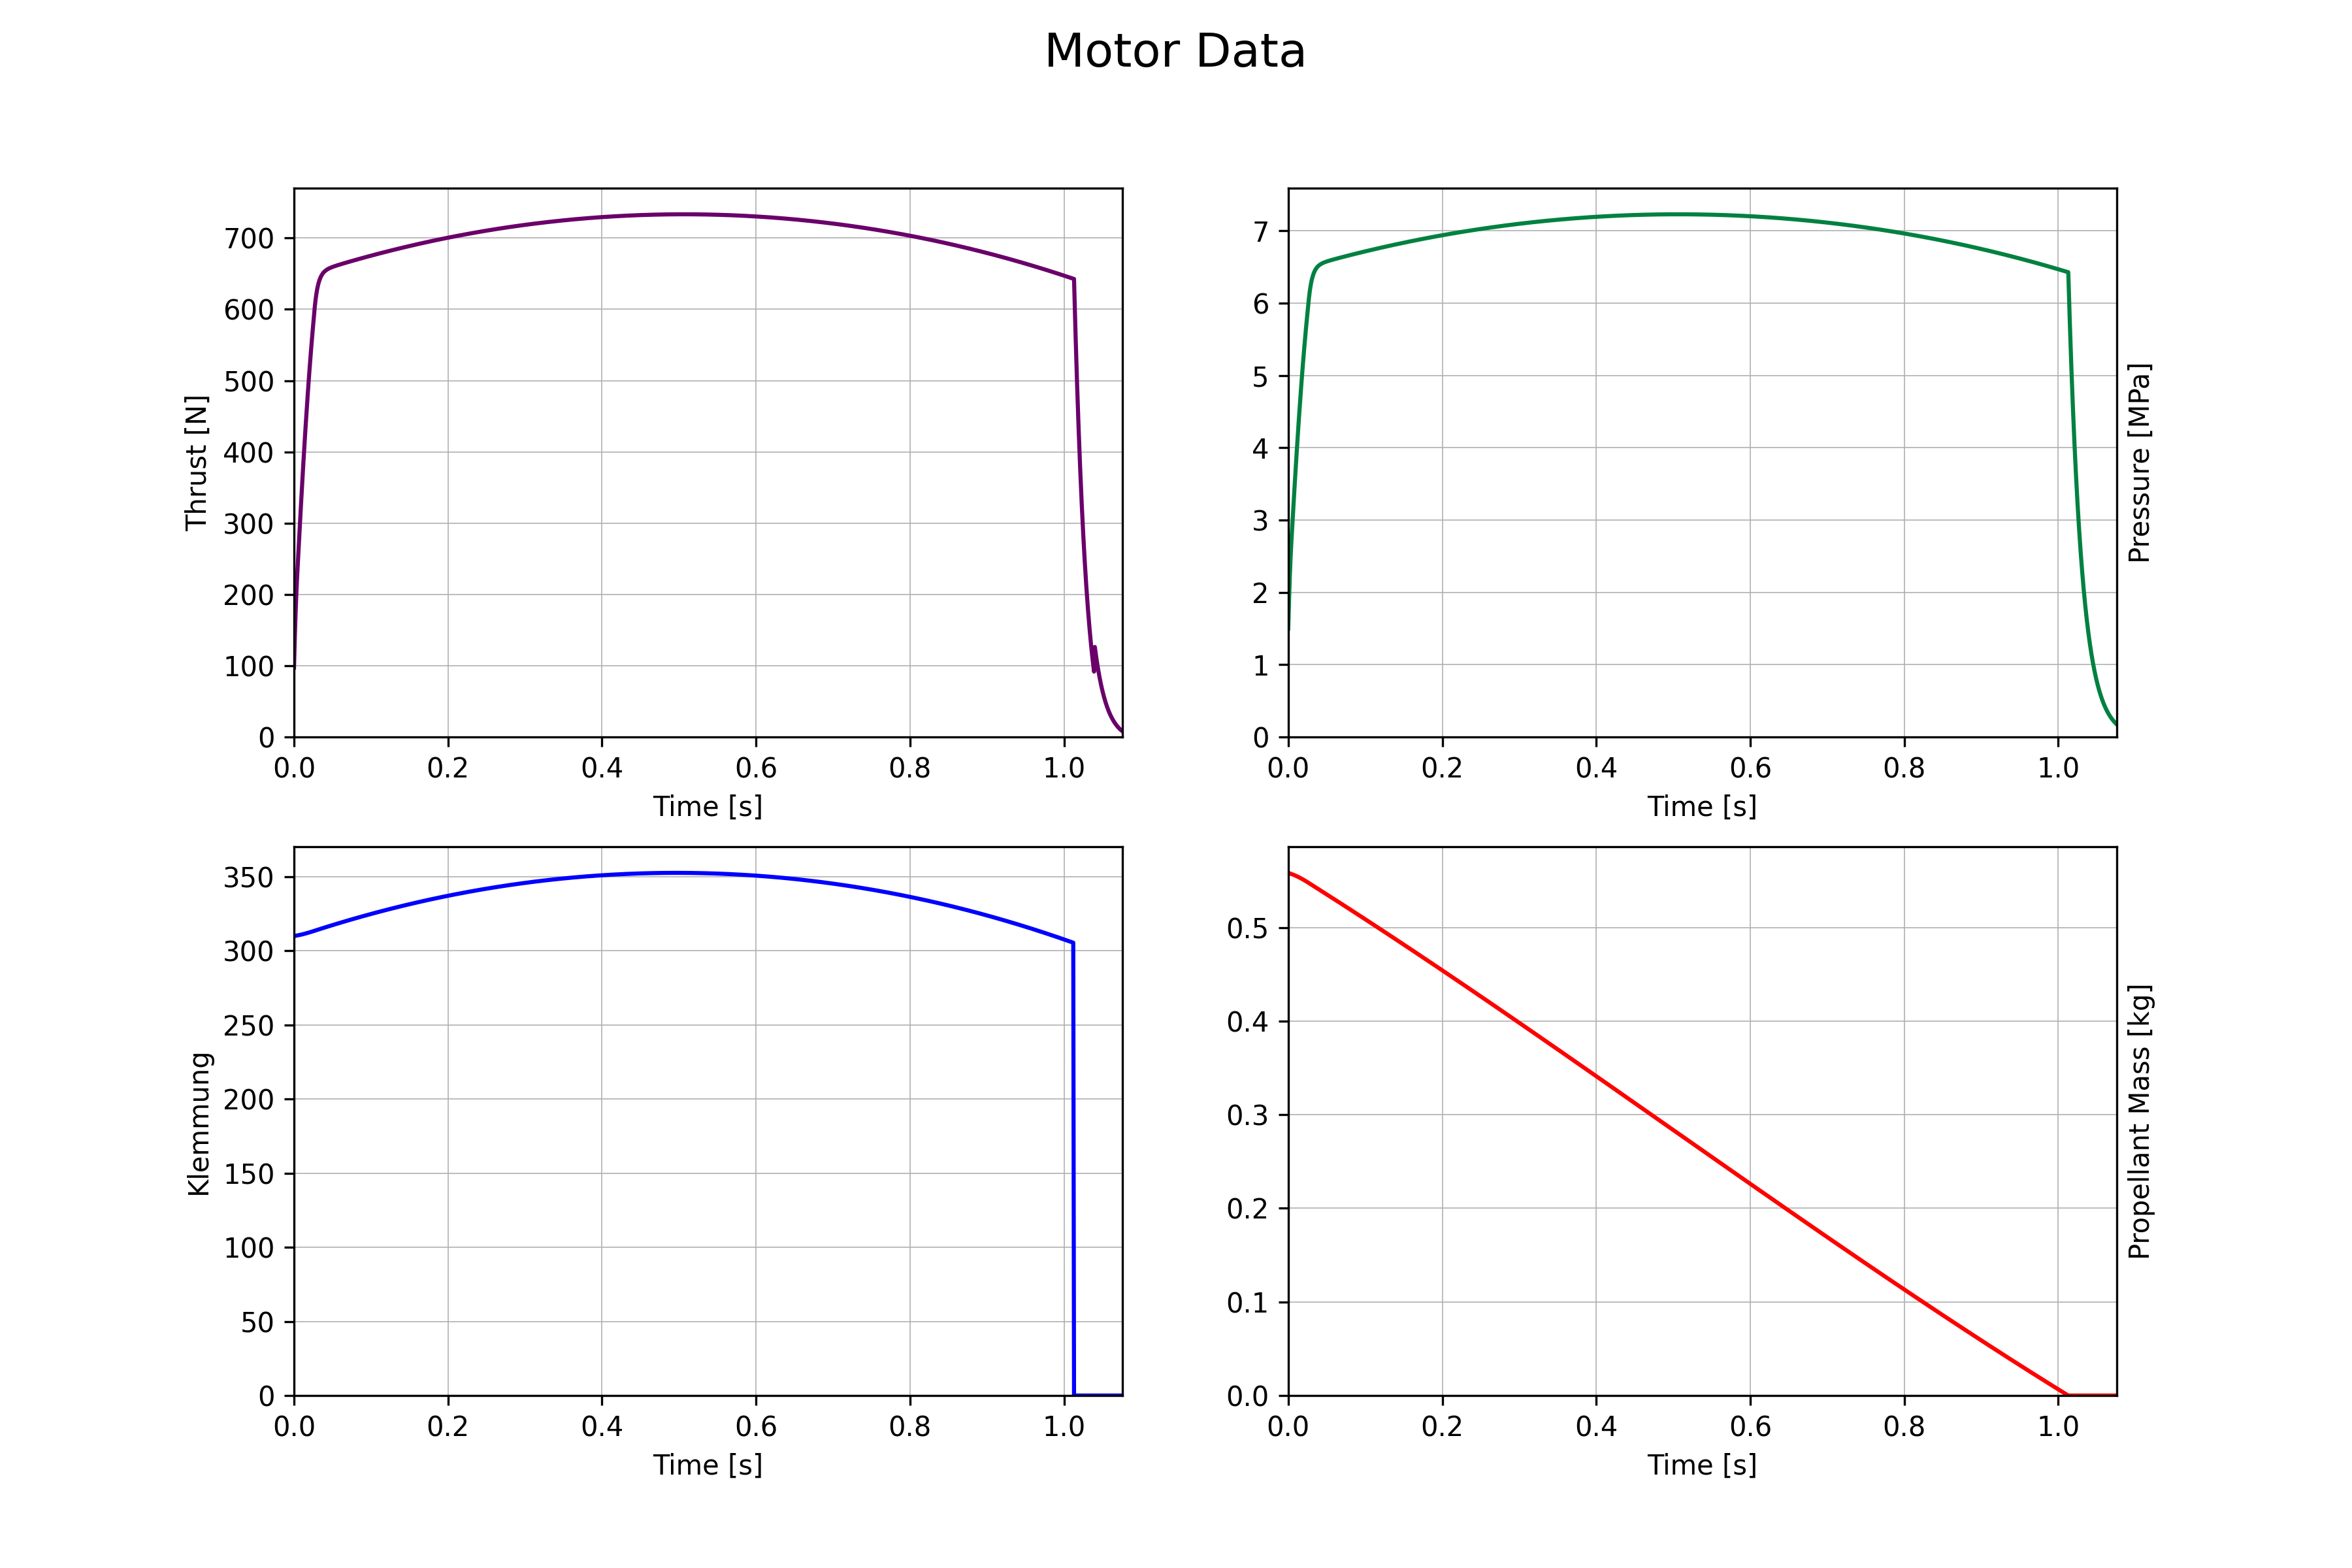 Motor Data
Thrust [N]
700
600
500
400
300
200
100
0
0.0 0.2 0.4 0.6 0.8 1.0
Time [s]
7
6
5
4
3
2
1
0
Pressure [MPa]
0.0 0.2 0.4 0.6 0.8 1.0
Time [s]
Klemmung
350
300
250
200
150
100
50
0
0.0 0.2 0.4 0.6 0.8 1.0
Time [s]
0.5
0.4
0.3
0.2
0.1
0.0
Propellant Mass [kg]
0.0 0.2 0.4 0.6 0.8 1.0
Time [s]